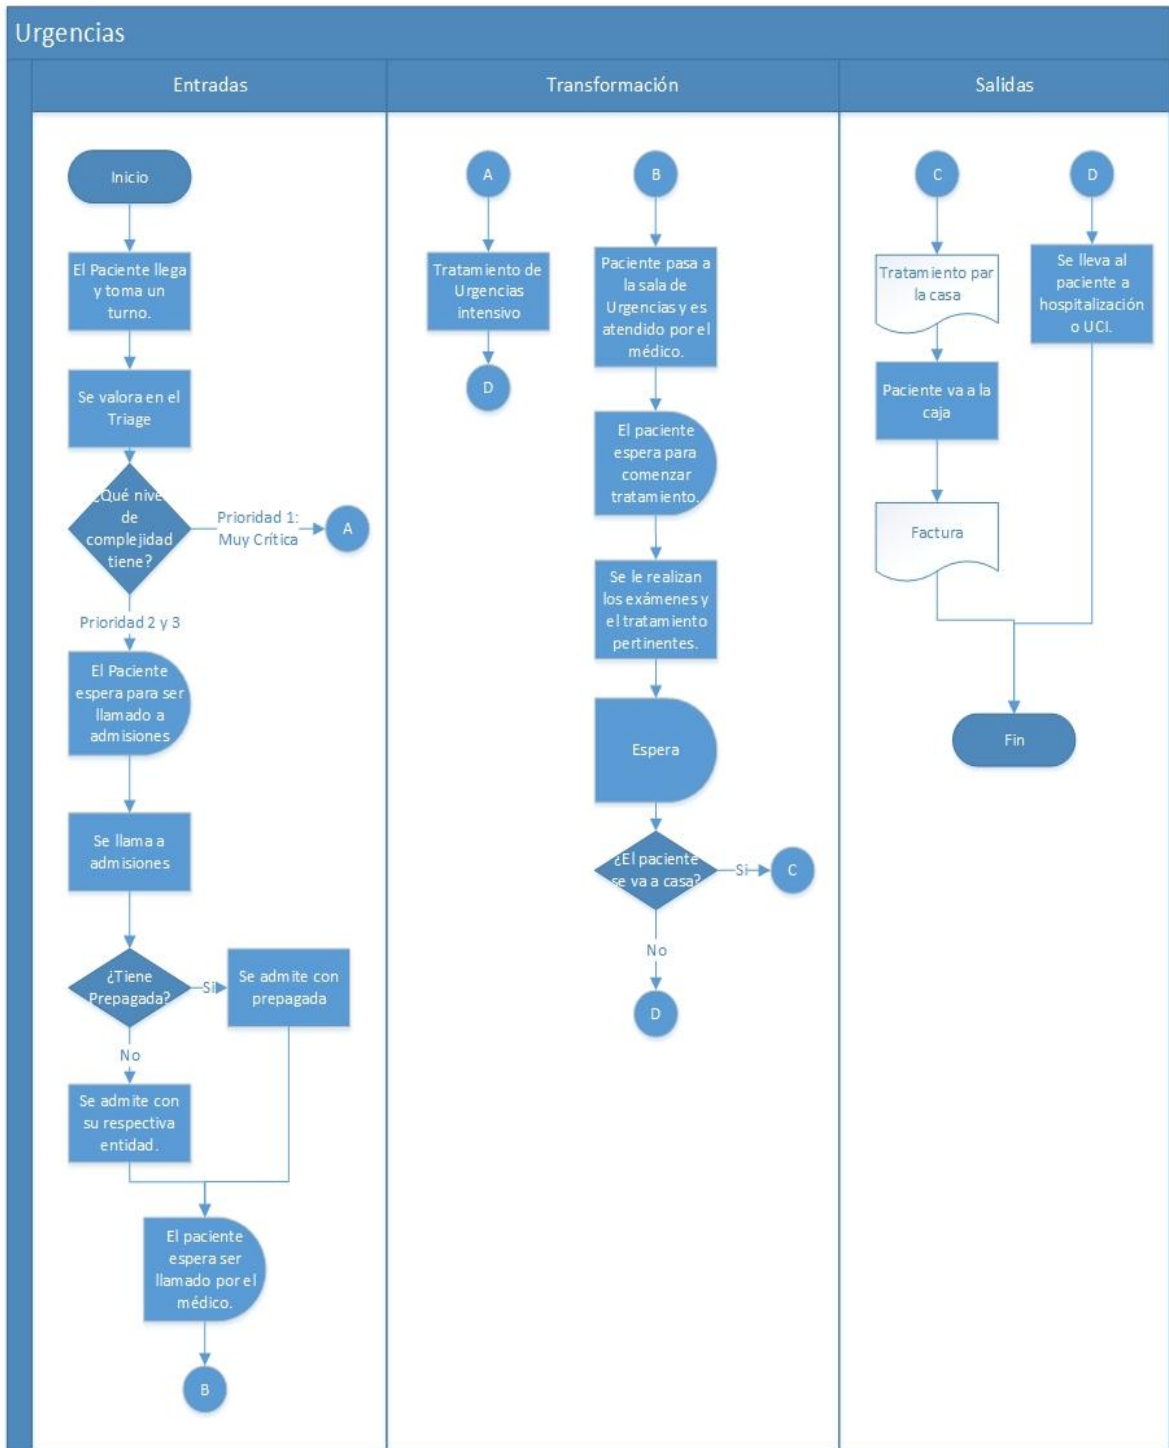 Urgencias
Entradas
Transformación
Salidas
Inicio
El Paciente llega
y toma un
turno.
Se valora en el
Triage
¿Qué nive
de
complejidad
tiene?
Prioridad 1:
Muy Crítica
A
Prioridad 2 y 3
El Paciente
espera para ser
llamado a
admisiones
Se llama a
admisiones
¿Tiene
Prepagada?
Si
Se admite con
prepagada
No
Se admite con
su respectiva
entidad.
El paciente
espera ser
llamado por el
médico.
B
A
Tratamiento de
Urgencias
intensivo
D
B
Paciente pasa a
la sala de
Urgencias y es
atendido por el
médico.
El paciente
espera para
comenzar
tratamiento.
Se le realizan
los exámenes y
el tratamiento
pertinentes.
Espera
¿El paciente
se va a casa?
Si
C
No
D
C
Tratamiento par
la casa
Paciente va a la
caja
Factura
D
Se lleva al
paciente a
hospitalización
o UCI.
Fin